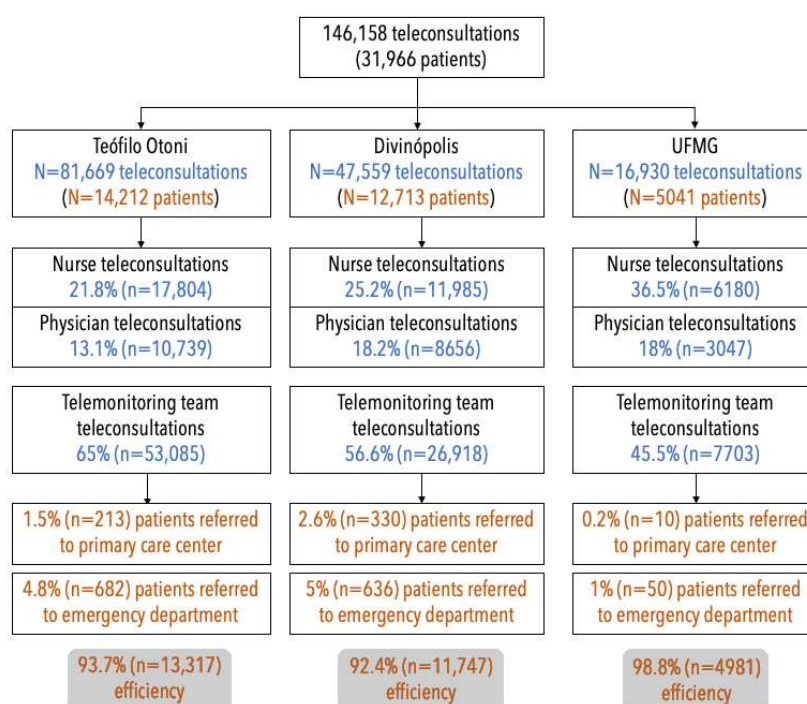 146,158 teleconsultations
(31,966 patients)
Teófilo Otoni
N=81,669 teleconsultations
(N=14,212 patients)
Divinópolis
N=47,559 teleconsultations
(N=12,713 patients)
UFMG
N=16,930 teleconsultations
(N=5041 patients)
Nurse teleconsultations
21.8% (n=17,804)
Nurse teleconsultations
25.2% (n=11,985)
Nurse teleconsultations
36.5% (n=6180)
Physician teleconsultations
13.1% (n=10,739)
Physician teleconsultations
18.2% (n=8656)
Physician teleconsultations
18% (n=3047)
Telemonitoring team
teleconsultations
65% (n=53,085)
Telemonitoring team
teleconsultations
56.6% (n=26,918)
Telemonitoring team
teleconsultations
45.5% (n=7703)
1.5% (n=213) patients referred
to primary care center
2.6% (n=330) patients referred
to primary care center
0.2% (n=10) patients referred
to primary care center
4.8% (n=682) patients referred
to emergency department
5% (n=636) patients referred
to emergency department
1% (n=50) patients referred
to emergency department
93.7% (n=13,317)
efficiency
92.4% (n=11,747)
efficiency
98.8% (n=4981)
efficiency